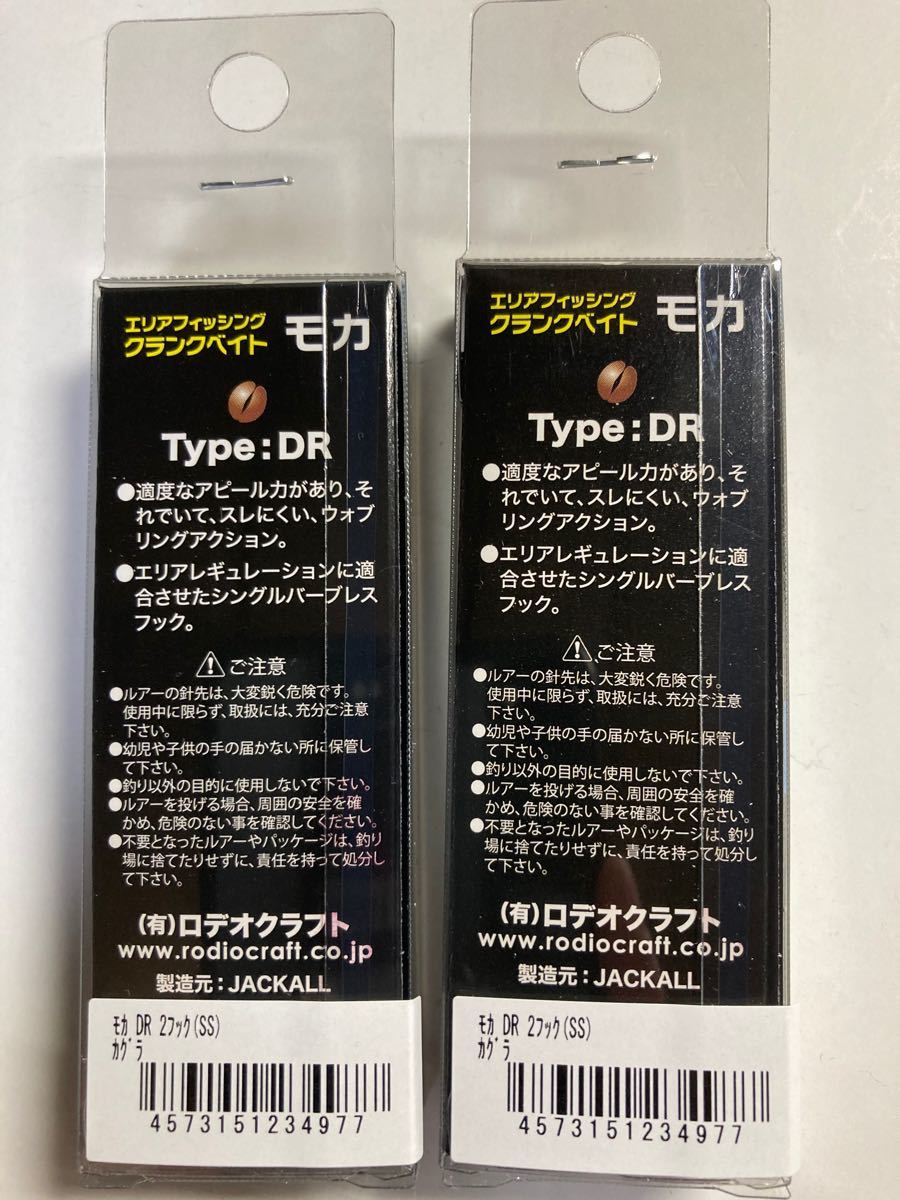 エリアフィッシング
クランクベイト モカ
Type:DR
●適度なアピール力があり、そ
れでいて、スレにくい、ウォブ
リングアクション。
●エリアレギュレーションに適
合させたシングルバーブレス
フック。
⚠ご注意
●ルアーの針先は、大変鋭く危険です。
使用中に限らず、取扱には、充分ご注意
下さい。
●幼児や子供の手の届かない所に保管し
て下さい。
●釣り以外の目的に使用しないで下さい。
●ルアーを投げる場合、周囲の安全を確
かめ、危険のない事を確認してください。
●不要となったルアーやパッケージは、釣り
場に捨てたりせずに、責任を持って処分し
て下さい。
(有)ロデオクラフト
www.rodiocraft.co.jp
製造元:JACKALL
ﾓｶ DR 2ﾌｯｸ(SS)
ｶｸﾞﾗ
4573151234977
エリアフィッシング
クランクベイト モカ
Type:DR
●適度なアピール力があり、そ
れでいて、スレにくい、ウォブ
リングアクション。
●エリアレギュレーションに適
合させたシングルバーブレス
フック。
⚠ご注意
●ルアーの針先は、大変鋭く危険です。
使用中に限らず、取扱には、充分ご注意
下さい。
●幼児や子供の手の届かない所に保管し
て下さい。
●釣り以外の目的に使用しないで下さい。
●ルアーを投げる場合、周囲の安全を確
かめ、危険のない事を確認してください。
●不要となったルアーやパッケージは、釣り
場に捨てたりせずに、責任を持って処分し
て下さい。
(有)ロデオクラフト
www.rodiocraft.co.jp
製造元:JACKALL
ﾓｶ DR 2ﾌｯｸ(SS)
ｶｸﾞﾗ
4573151234977